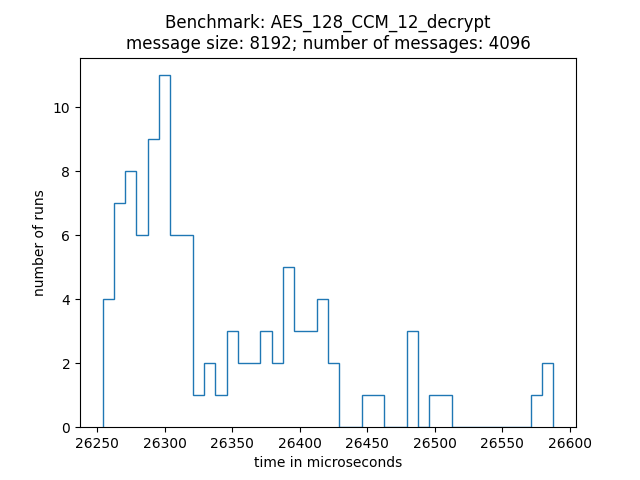 Benchmark: AES_128_CCM_12_decrypt
message size: 8192; number of messages: 4096
number of runs
10
8
6
4
2
0
26250 26300 26350 26400 26450 26500 26550 26600
time in microseconds